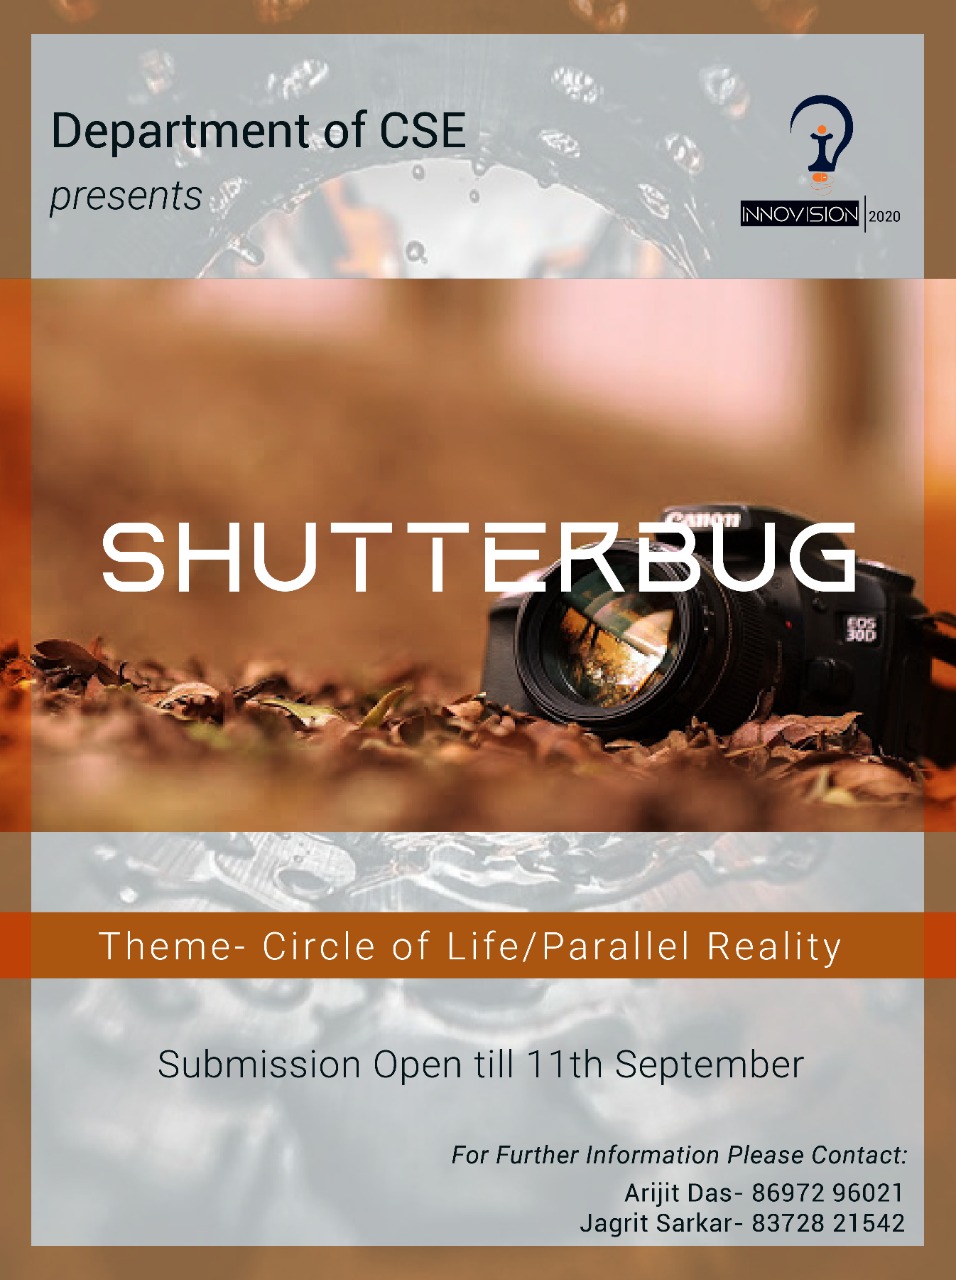 Department of CSE
presents
INNOVISION 2020
Canon
SHUTTERBUG
EOS
30D
Theme- Circle of Life/Parallel Reality
Submission Open till 11th September
For Further Information Please Contact:
Arijit Das- 86972 96021
Jagrit Sarkar- 83728 21542